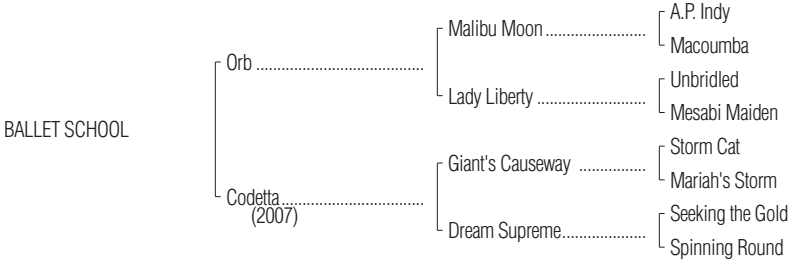 A.P. Indy
Malibu Moon
Macoumba
Orb
Unbridled
Lady Liberty
Mesabi Maiden
BALLET SCHOOL
Storm Cat
Giant's Causeway
Mariah's Storm
Codetta
(2007)
Seeking the Gold
Dream Supreme
Spinning Round